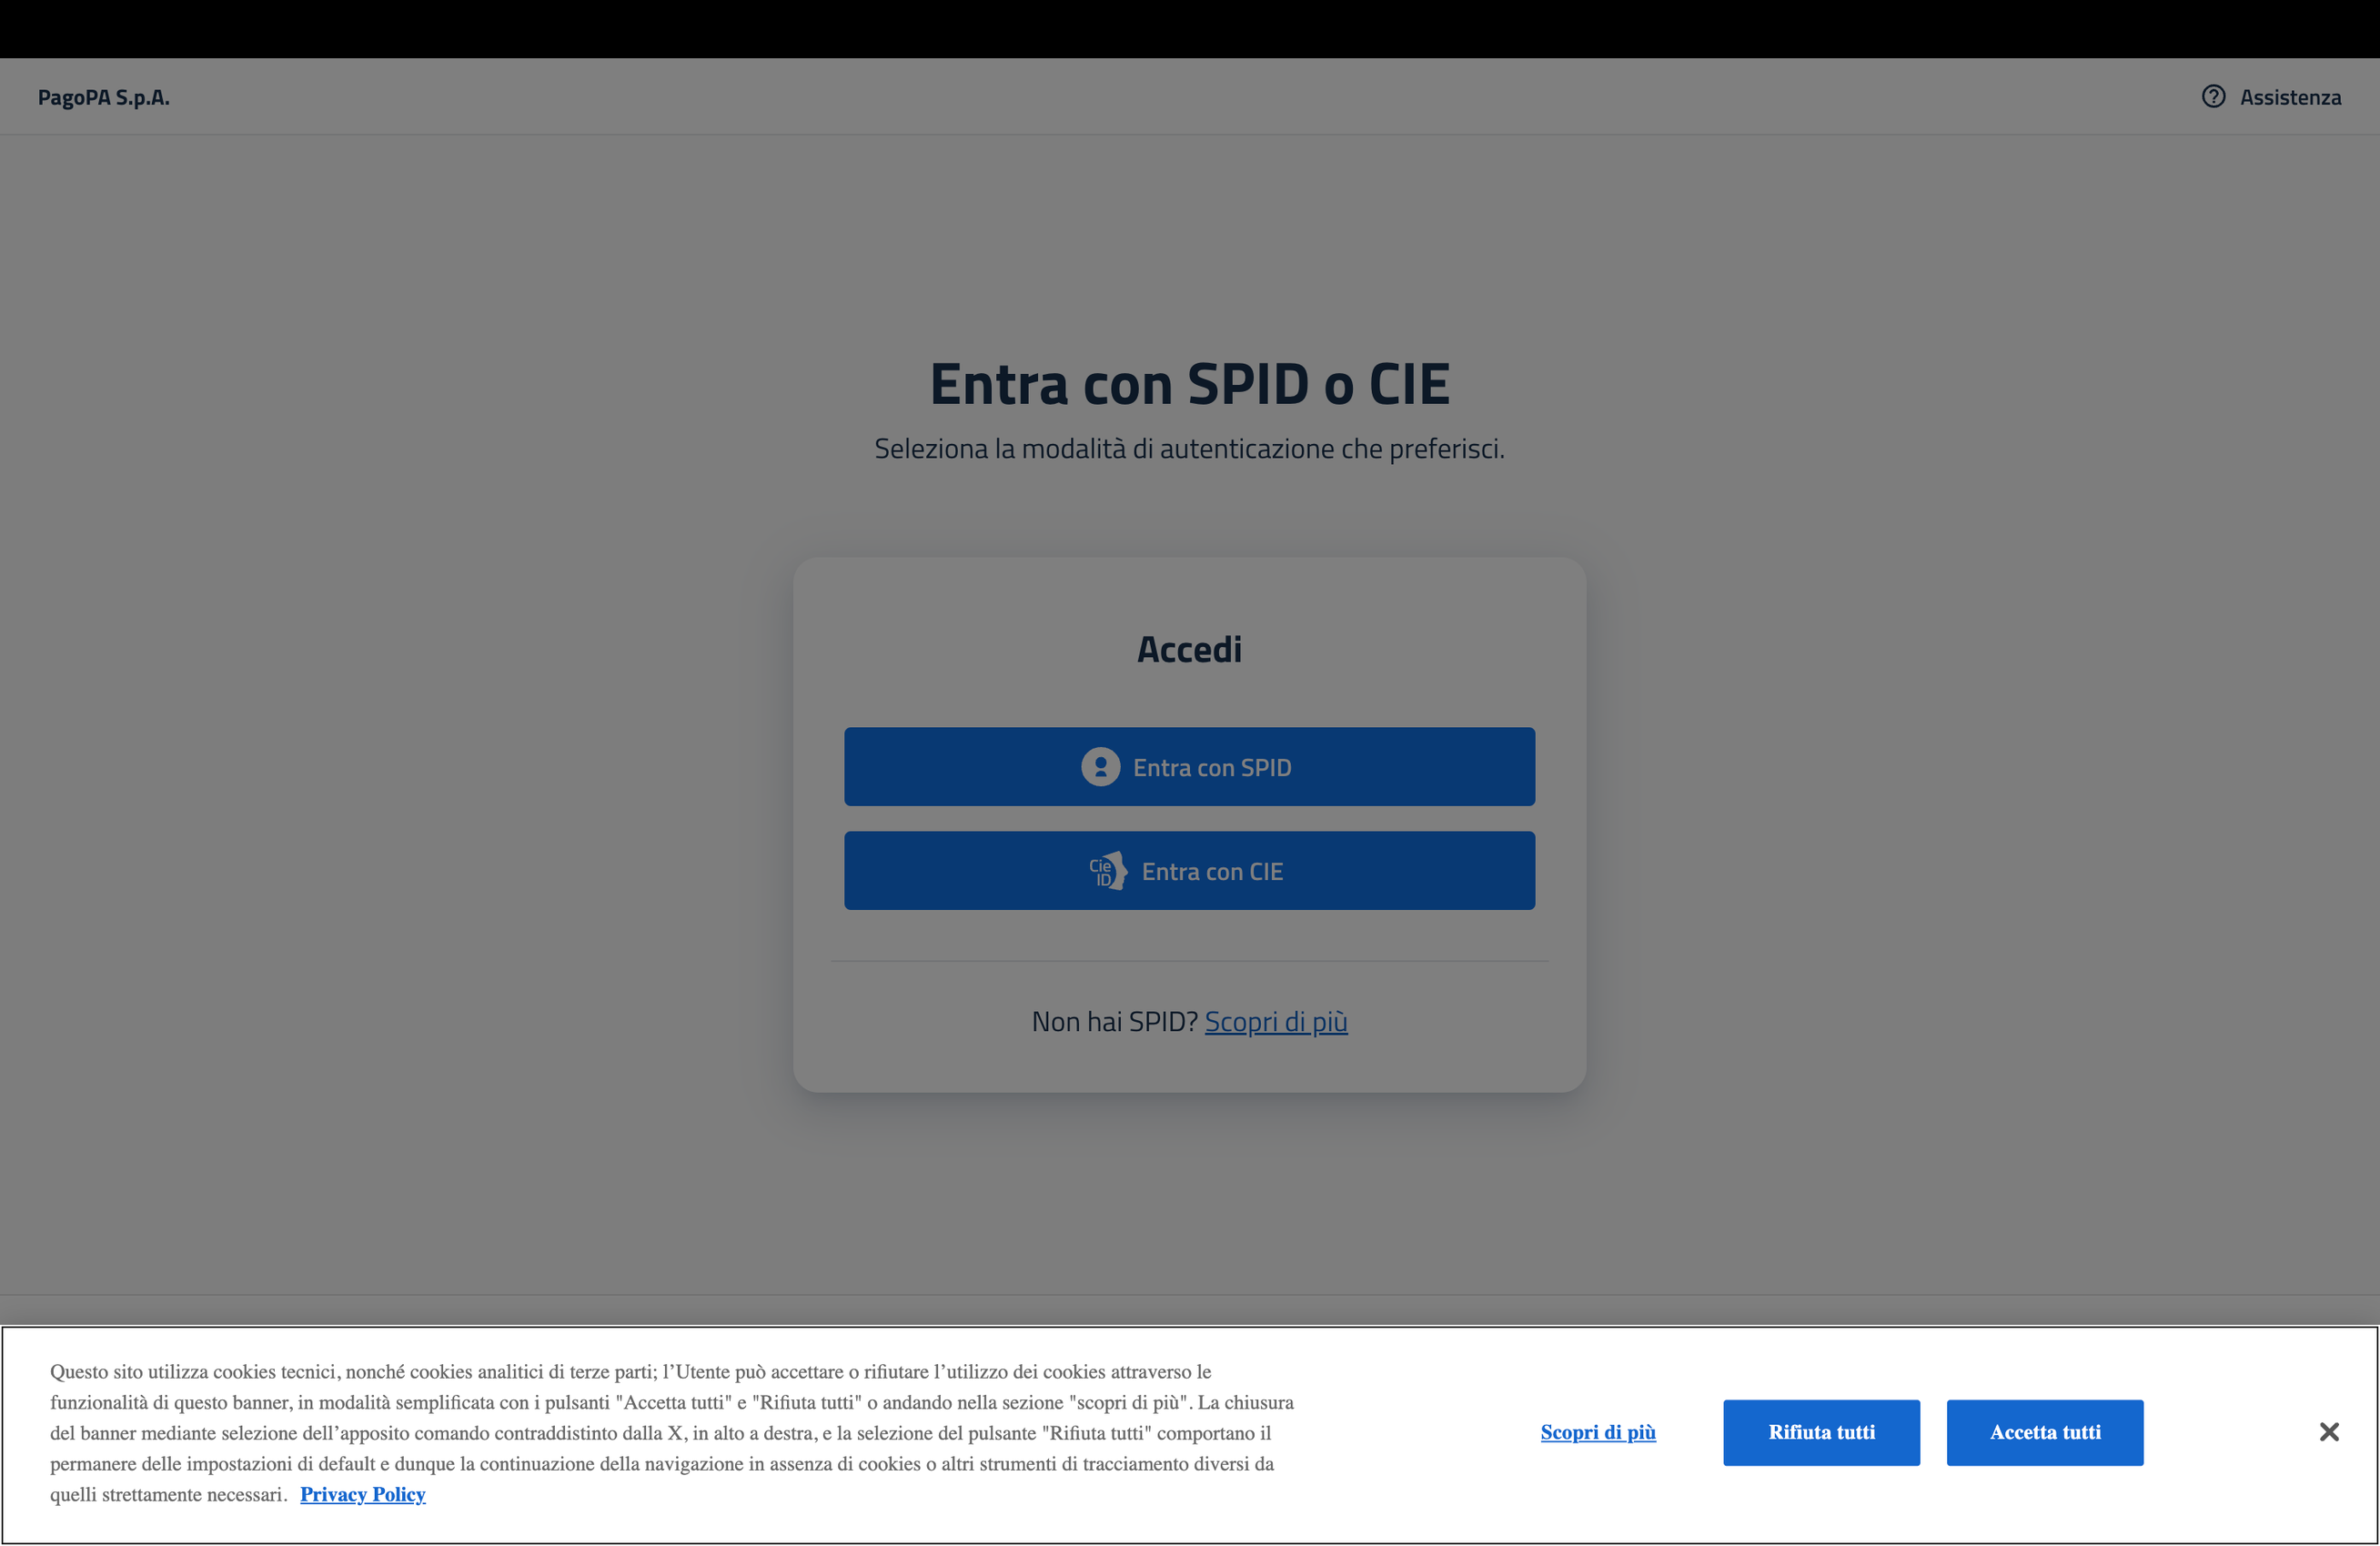 PagoPA S.p.A.
Assistenza
Entra con SPID o CIE
Seleziona la modalità di autenticazione che preferisci.
Accedi
Entra con SPID
Cie
ID
Entra con CIE
Non hai SPID? Scopri di più
Questo sito utilizza cookies tecnici, nonché cookies analitici di terze parti; l’Utente può accettare o rifiutare l’utilizzo dei cookies attraverso le
funzionalità di questo banner, in modalità semplificata con i pulsanti "Accetta tutti" e "Rifiuta tutti" o andando nella sezione "scopri di più". La chiusura
del banner mediante selezione dell’apposito comando contraddistinto dalla X, in alto a destra, e la selezione del pulsante "Rifiuta tutti" comportano il
permanere delle impostazioni di default e dunque la continuazione della navigazione in assenza di cookies o altri strumenti di tracciamento diversi da
quelli strettamente necessari. Privacy Policy
Scopri di più
Rifiuta tutti
Accetta tutti